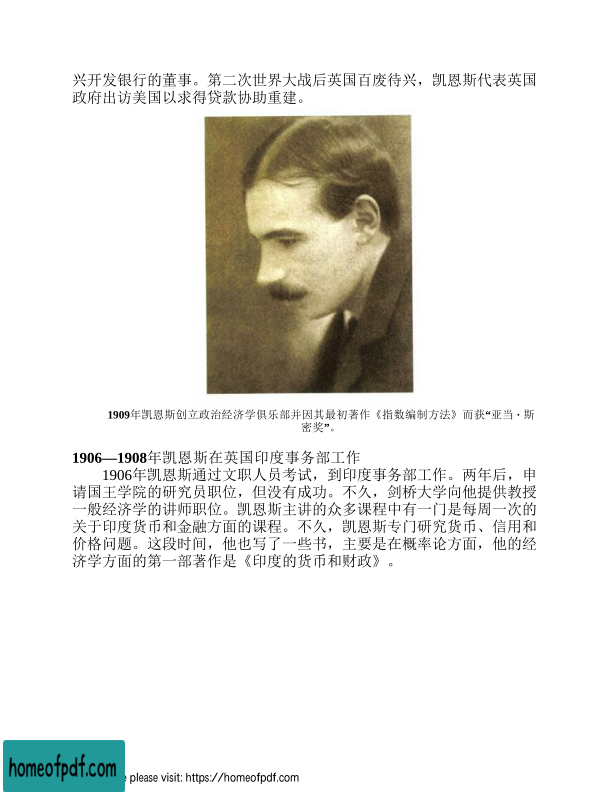 兴开发银行的董事。第二次世界大战后英国百废待兴，凯恩斯代表英国
政府出访美国以求得贷款协助重建。
1909年凯恩斯创立政治经济学俱乐部并因其最初著作《指数编制方法》而获“亚当·斯
密奖”。
1906—1908年凯恩斯在英国印度事务部工作
1906年凯恩斯通过文职人员考试，到印度事务部工作。两年后，申
请国王学院的研究员职位，但没有成功。不久，剑桥大学向他提供教授
一般经济学的讲师职位。凯恩斯主讲的众多课程中有一门是每周一次的
关于印度货币和金融方面的课程。不久，凯恩斯专门研究货币、信用和
价格问题。这段时间，他也写了一些书，主要是在概率论方面，他的经
济学方面的第一部著作是《印度的货币和财政》。
homeofpdf.com
e please visit: https://homeofpdf.com